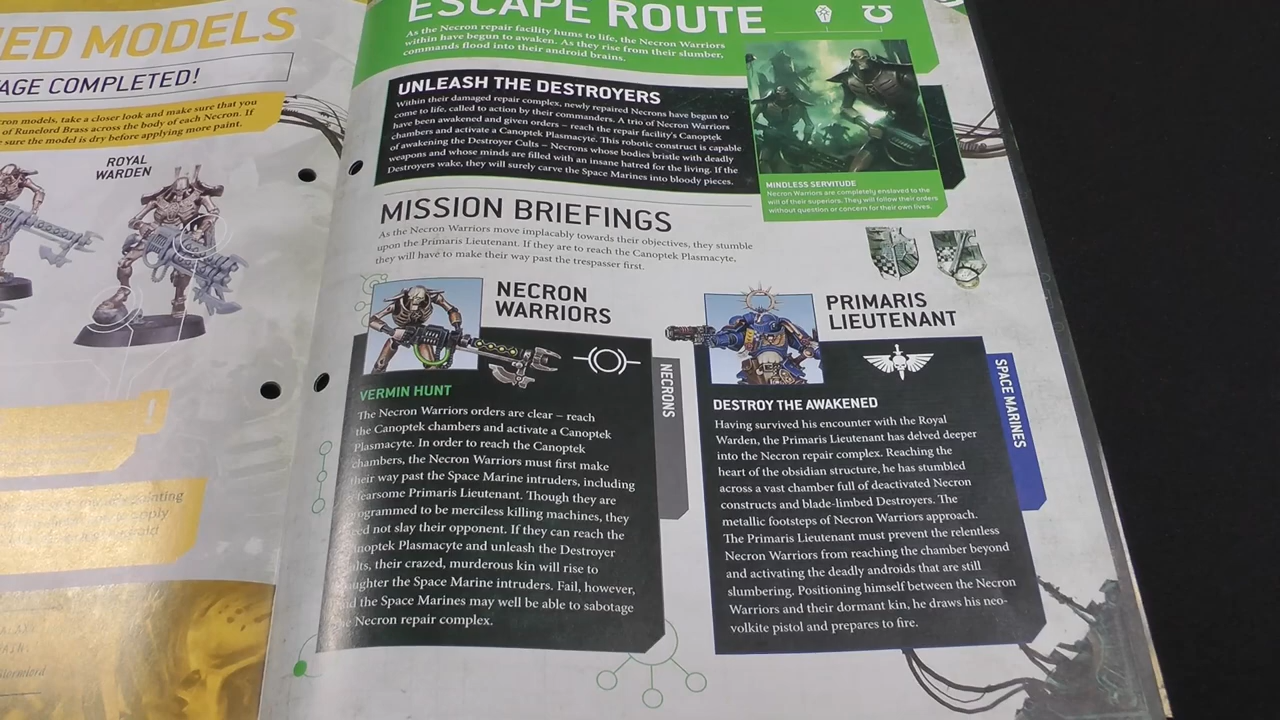 ED MODELS
AGE COMPLETED!
cron models, take a closer look and make sure that you
of Runelord Brass across the body of each Necron. If
sure the model is dry before applying more paint.
ROYAL
WARDEN
ESCAPE ROUTE
As the Necron repair facility hums to life, the Necron Warriors
within have begun to awaken. As they rise from their slumber,
commands flood into their android brains.
UNLEASH THE DESTROYERS
Within their damaged repair complex, newly repaired Necrons have begun to
come to life, called to action by their commanders. A trio of Necron Warriors
have been awakened and given orders – reach the repair facility's Canoptek
chambers and activate a Canoptek Plasmacyte. This robotic construct is capable
of awakening the Destroyer Cults – Necrons whose bodies bristle with deadly
weapons and whose minds are filled with an insane hatred for the living. If the
Destroyers wake, they will surely carve the Space Marines into bloody pieces.
MINDLESS SERVITUDE
Necron Warriors are completely enslaved to the
will of their superiors. They will follow their orders
without question or concern for their own lives.
MISSION BRIEFINGS
As the Necron Warriors move implacably towards their objectives, they stumble
upon the Primaris Lieutenant. If they are to reach the Canoptek Plasmacyte,
they will have to make their way past the trespasser first.
NECRON
WARRIORS
NECRONS
VERMIN HUNT
The Necron Warriors orders are clear – reach
the Canoptek chambers and activate a Canoptek
Plasmacyte. In order to reach the Canoptek
chambers, the Necron Warriors must first make
their way past the Space Marine intruders, including
fearsome Primaris Lieutenant. Though they are
ogrammed to be merciless killing machines, they
ed not slay their opponent. If they can reach the
noptek Plasmacyte and unleash the Destroyer
lts, their crazed, murderous kin will rise to
ughter the Space Marine intruders. Fail, however,
d the Space Marines may well be able to sabotage
e Necron repair complex.
PRIMARIS
LIEUTENANT
SPACE MARINES
DESTROY THE AWAKENED
Having survived his encounter with the Royal
Warden, the Primaris Lieutenant has delved deeper
into the Necron repair complex. Reaching the
heart of the obsidian structure, he has stumbled
across a vast chamber full of deactivated Necron
constructs and blade-limbed Destroyers. The
metallic footsteps of Necron Warriors approach.
The Primaris Lieutenant must prevent the relentless
Necron Warriors from reaching the chamber beyond
and activating the deadly androids that are still
slumbering. Positioning himself between the Necron
Warriors and their dormant kin, he draws his neo-
volkite pistol and prepares to fire.